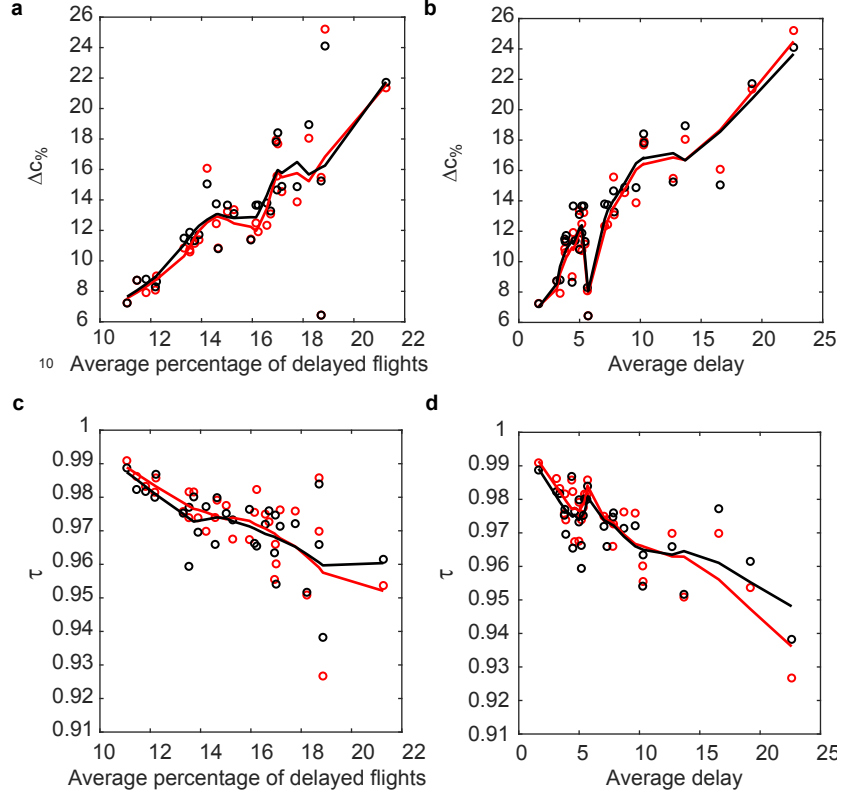 a
26
24
22
20
18
16
14
12
10
8
6
Δc%
10 12 14 16 18 20 22
10 Average percentage of delayed flights
b
26
24
22
20
18
16
14
12
10
8
6
Δc%
0 5 10 15 20 25
Average delay
c
1
0.99
0.98
0.97
0.96
0.95
0.94
0.93
0.92
0.91
τ
10 12 14 16 18 20 22
Average percentage of delayed flights
d
1
0.99
0.98
0.97
0.96
0.95
0.94
0.93
0.92
0.91
τ
0 5 10 15 20 25
Average delay